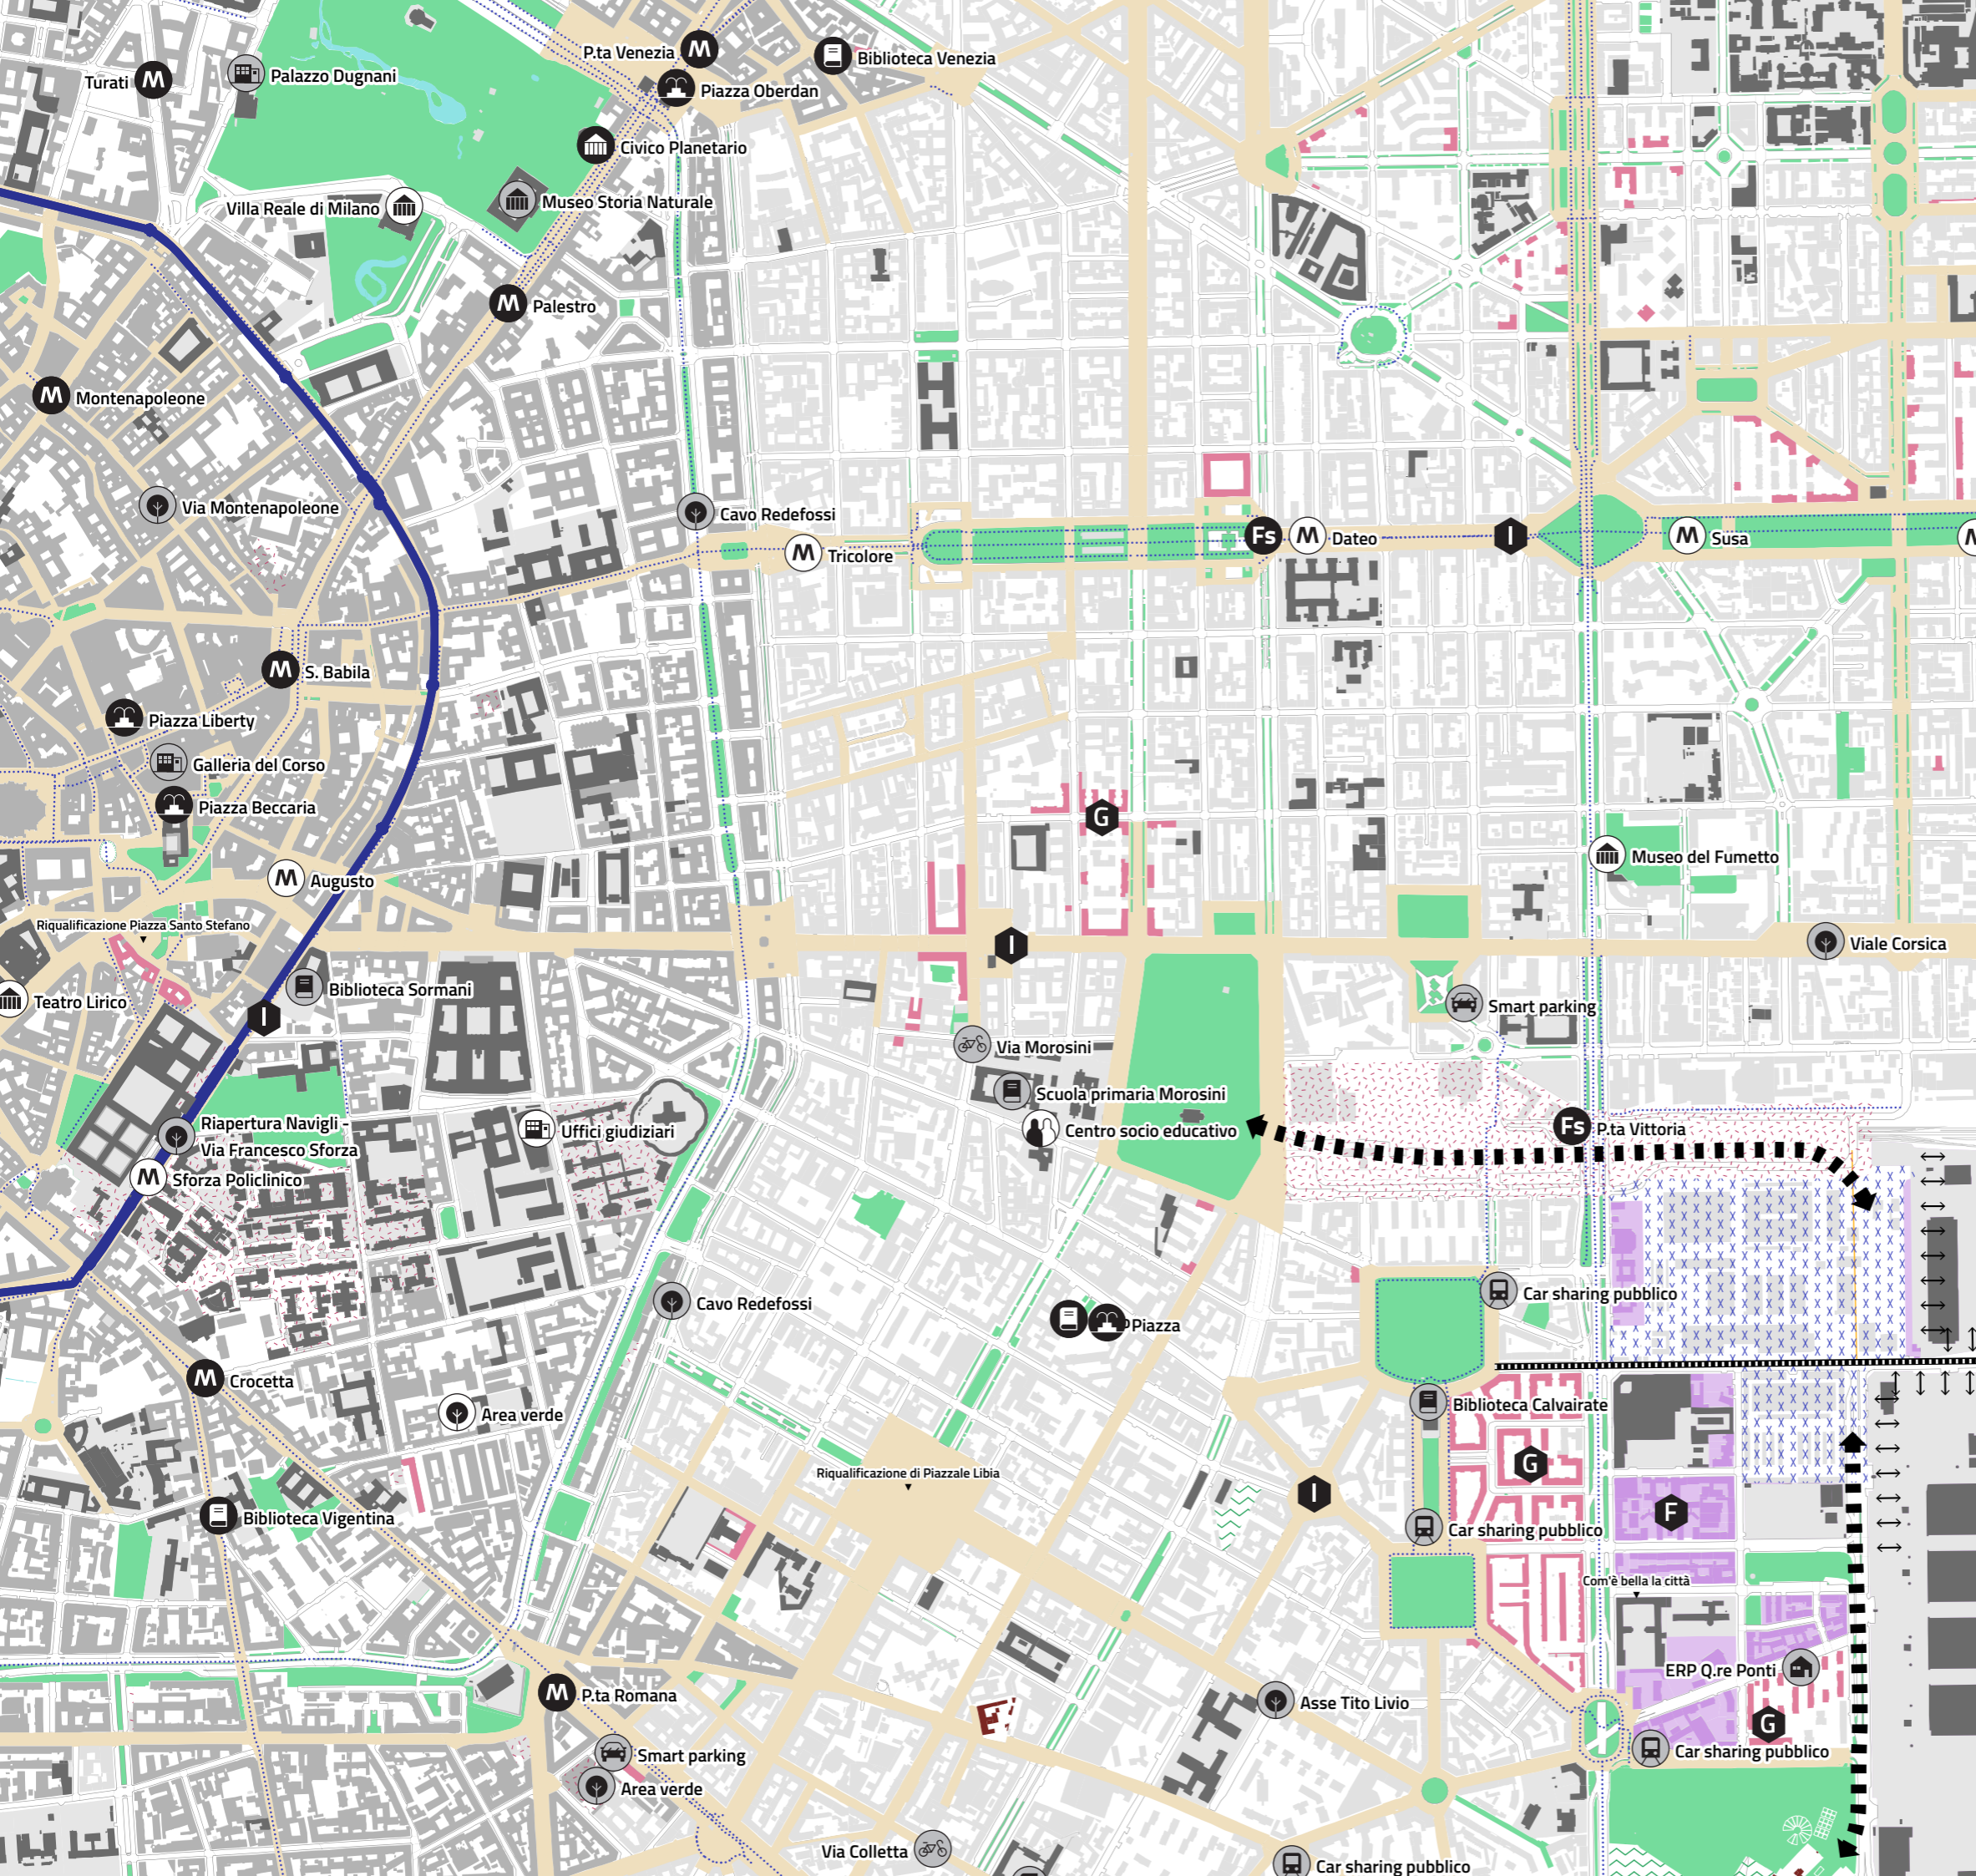 P.ta Venezia M
Biblioteca Venezia
Turati M
Palazzo Dugnani
Piazza Oberdan
Civico Planetario
Villa Reale di Milano
Museo Storia Naturale
M Palestro
M Montenapoleone
Via Montenapoleone
Cavo Redefossi
M Tricolore
Fs
M Dateo
I
M Susa
M
M S. Babila
Piazza Liberty
Galleria del Corso
Piazza Beccaria
G
Museo del Fumetto
M Augusto
Riqualificazione Piazza Santo Stefano
I
Viale Corsica
Biblioteca Sormani
Teatro Lirico
Smart parking
I
Via Morosini
Scuola primaria Morosini
Riapertura Navigli -
Via Francesco Sforza
Uffici giudiziari
Centro socio educativo
Fs P.ta Vittoria
M Sforza Policlinico
Car sharing pubblico
Cavo Redefossi
PPiazza
M Crocetta
Area verde
Biblioteca Calvairate
G
Riqualificazione di Piazzale Libia
I
F
Biblioteca Vigentina
Car sharing pubblico
Com'è bella la città
ERP Q.re Ponti
M P.ta Romana
Asse Tito Livio
G
Smart parking
Car sharing pubblico
Area verde
Via Colletta
Car sharing pubblico